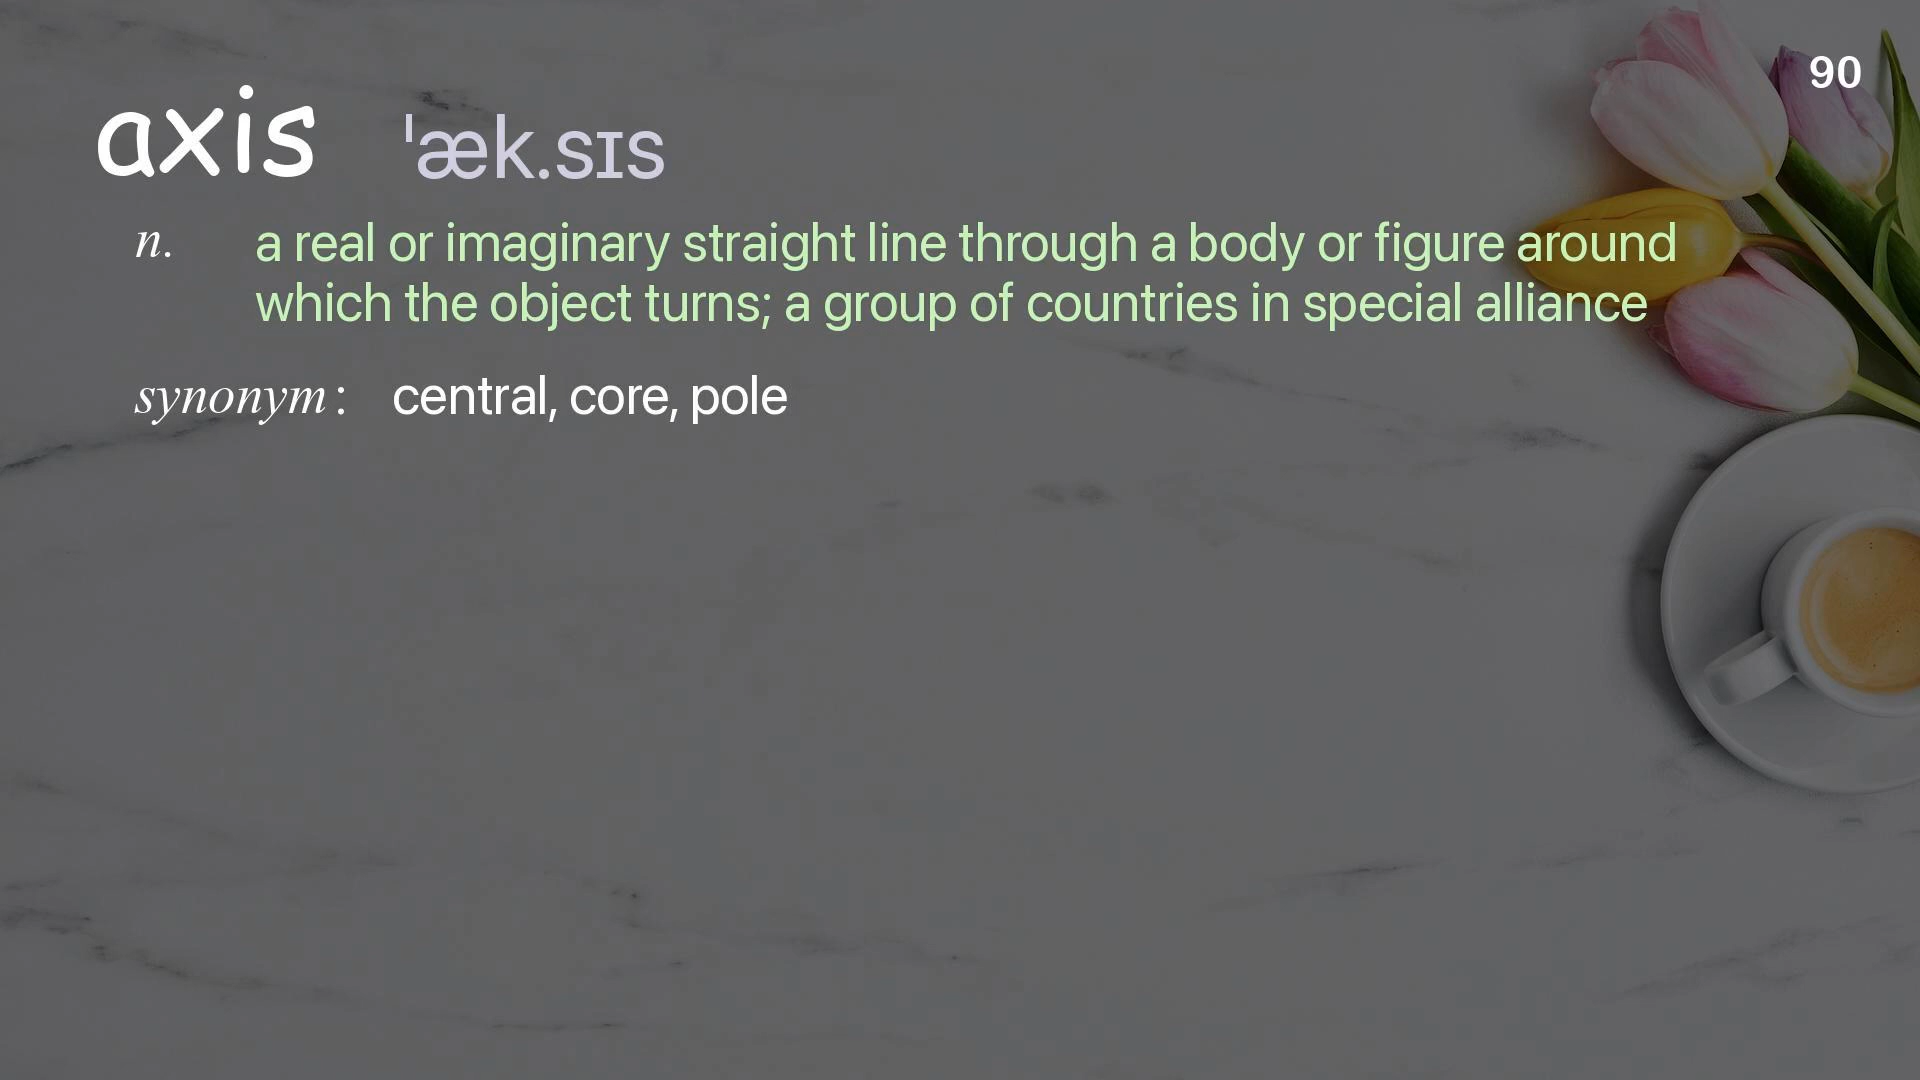 90
axis ˈæk.sɪs
n. a real or imaginary straight line through a body or figure around
which the object turns; a group of countries in special alliance
synonym: central, core, pole